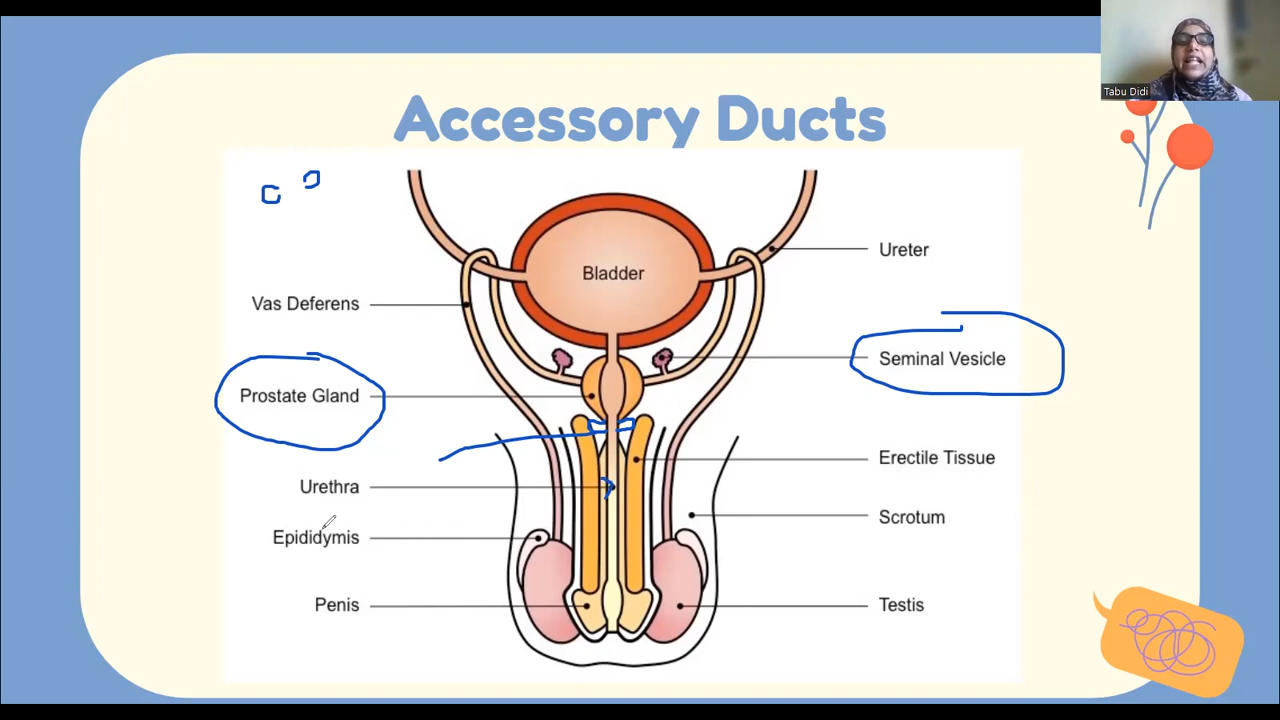 Tabu Didi
Accessory Ducts
Bladder
Ureter
Vas Deferens
Seminal Vesicle
Prostate Gland
Erectile Tissue
Urethra
Scrotum
Epididymis
Penis
Testis